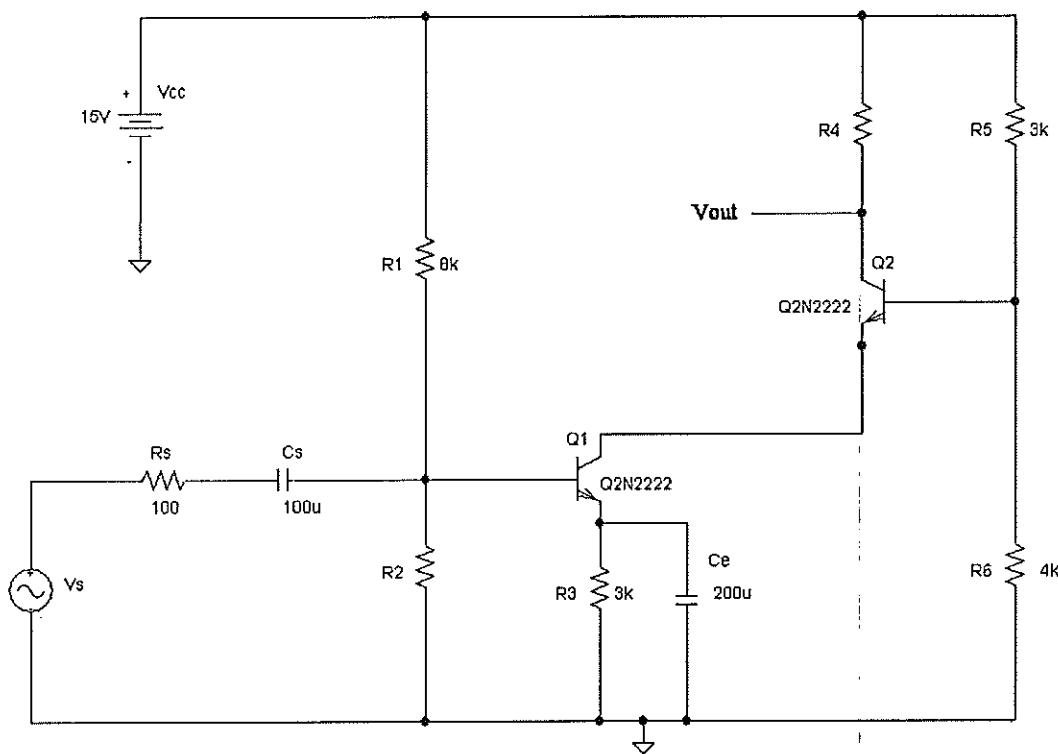 +
Vcc
15V
-
R4
R5
3k
Vout
R1
8k
Q2
Q2N2222
Rs
100
Cs
100u
Q1
Q2N2222
Vs
+
-
R2
R3
3k
Ce
200u
R6
4k